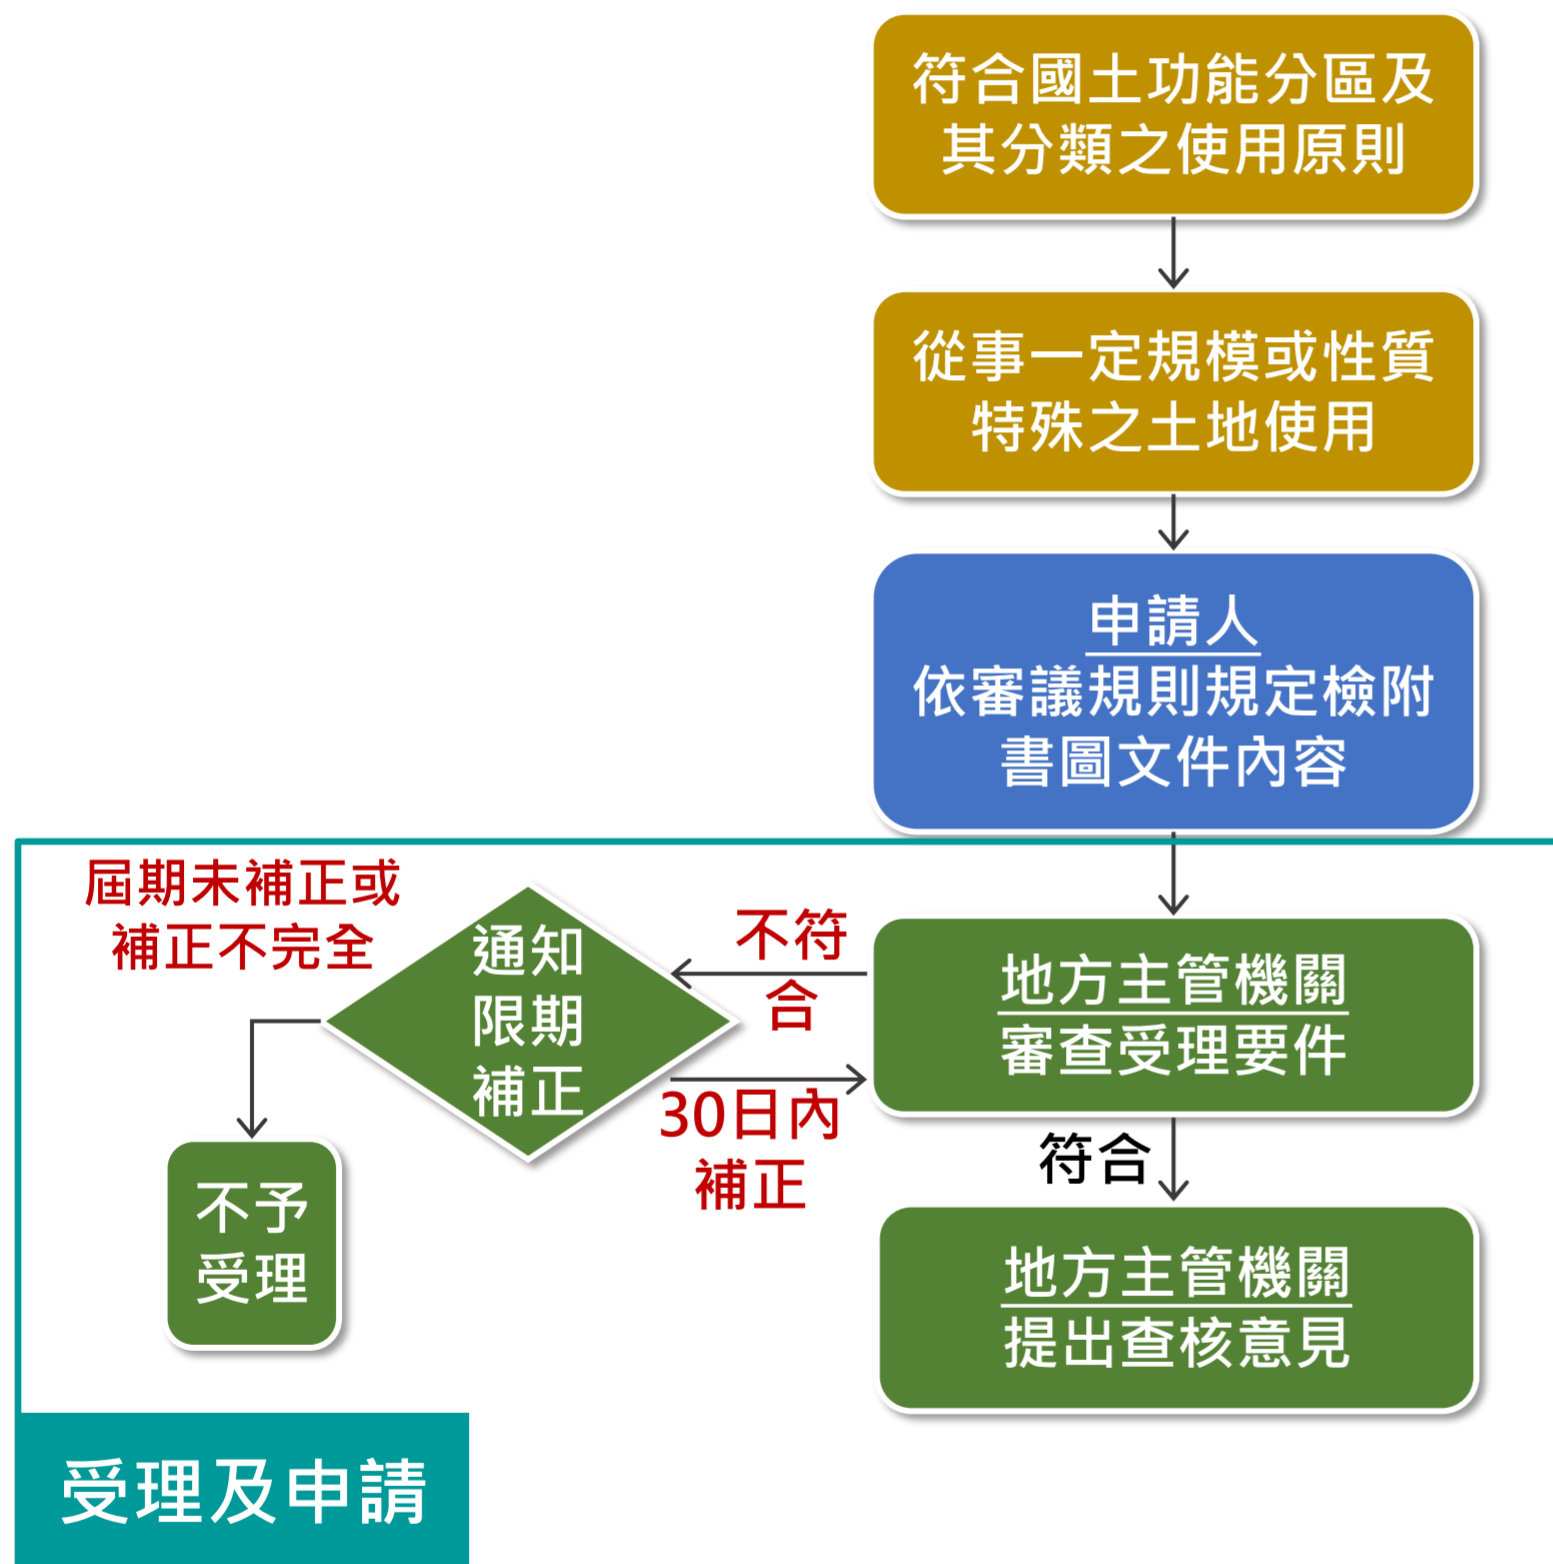 符合國土功能分區及
其分類之使用原則
從事一定規模或性質
特殊之土地使用
申請人
依審議規則規定檢附
書圖文件內容
屆期未補正或
補正不完全
通知
限期
補正
不符
合
30日內
補正
地方主管機關
審查受理要件
符合
不予
受理
地方主管機關
提出查核意見
受理及申請